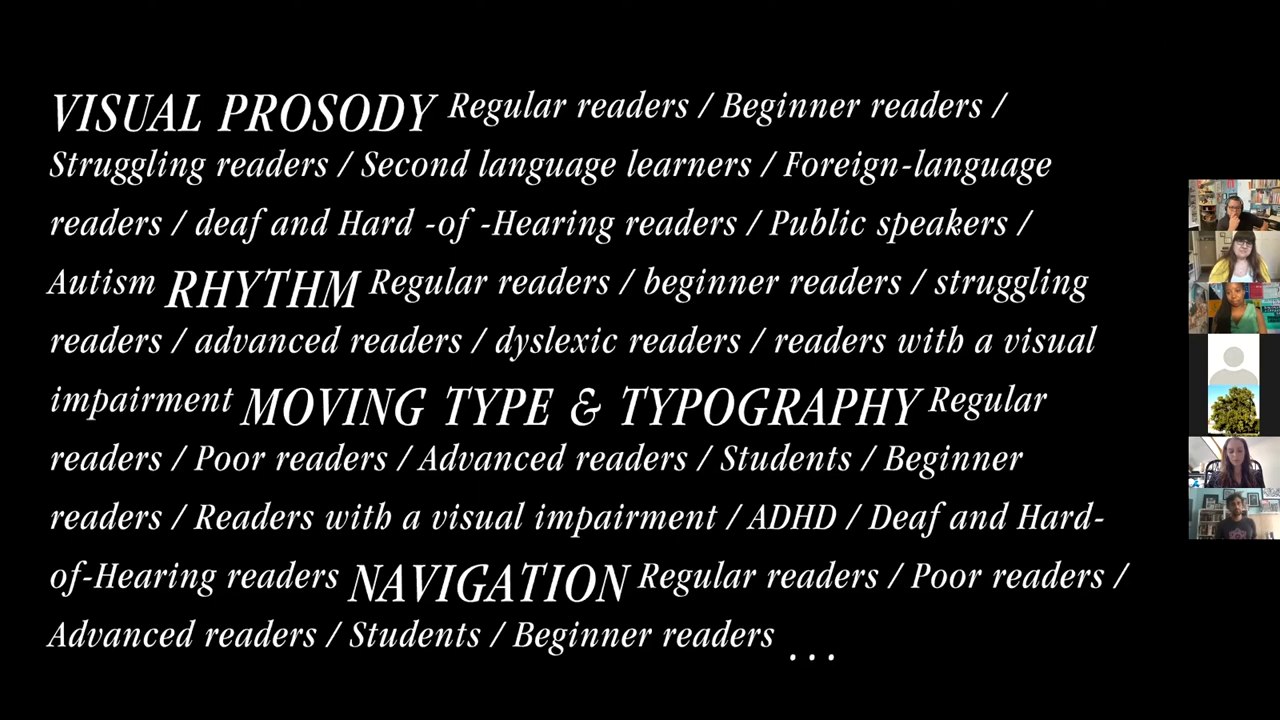 VISUAL PROSODY Regular readers / Beginner readers /
Struggling readers / Second language learners / Foreign-language
readers / deaf and Hard -of -Hearing readers / Public speakers /
Autism RHYTHM Regular readers / beginner readers / struggling
readers / advanced readers / dyslexic readers / readers with a visual
impairment MOVING TYPE & TYPOGRAPHY Regular
readers / Poor readers / Advanced readers / Students / Beginner
readers / Readers with a visual impairment / ADHD / Deaf and Hard-
of-Hearing readers NAVIGATION Regular readers / Poor readers /
Advanced readers / Students / Beginner readers ...